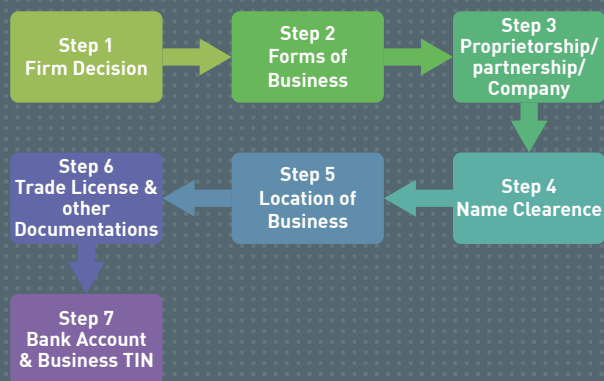 Step 1
Firm Decision
Step 2
Forms of
Business
Step 3
Proprietorship/
partnership/
Company
Step 4
Name Clearence
Step 5
Location of
Business
Step 6
Trade License &
other
Documentations
Step 7
Bank Account
& Business TIN